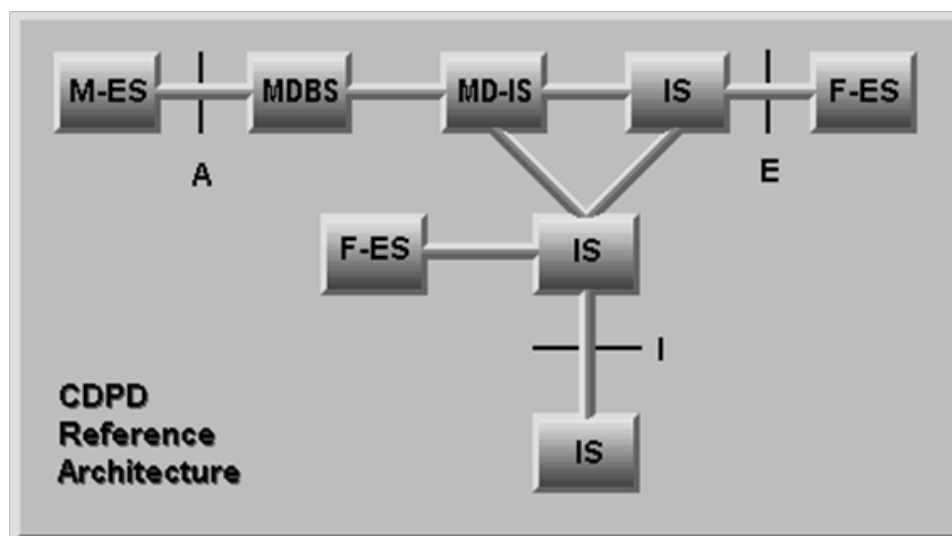 M-ES
MDBS
MD-IS
IS
F-ES
A
E
F-ES
IS
I
IS
CDPD
Reference
Architecture